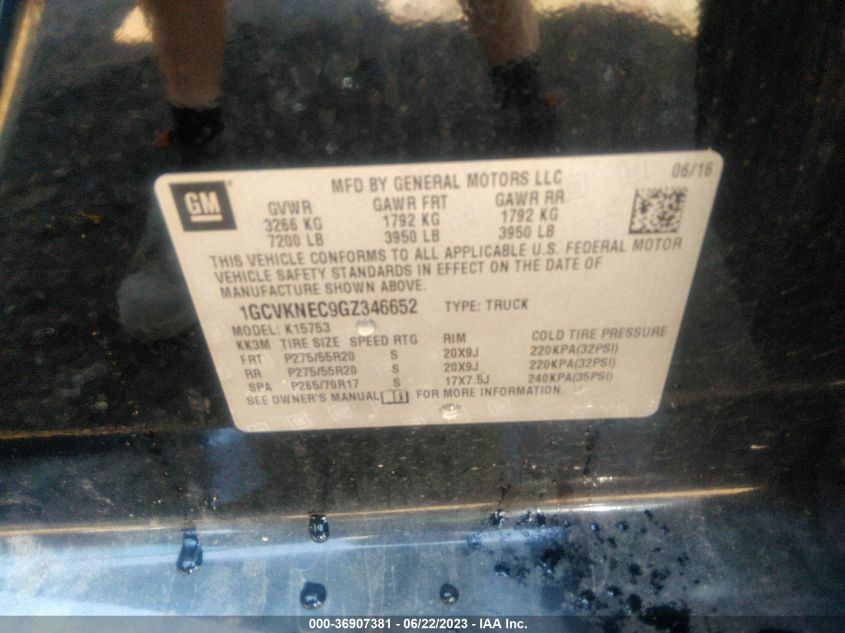 06/16
GM
MFD BY GENERAL MOTORS LLC
GVWR GAWR FRT GAWR RR
3266 KG 1792 KG 1792 KG
7200 LB 3950 LB 3950 LB
THIS VEHICLE CONFORMS TO ALL APPLICABLE U.S. FEDERAL MOTOR
VEHICLE SAFETY STANDARDS IN EFFECT ON THE DATE OF
MANUFACTURE SHOWN ABOVE.
1GCVKNEC9GZ346652 TYPE: TRUCK
MODEL: K15753
KK3M TIRE SIZE SPEED RTG RIM COLD TIRE PRESSURE
FRT P275/55R20 S 20X9J 220KPA(32PSI)
RR P275/55R20 S 20X9J 220KPA(32PSI)
SPA P265/70R17 S 17X7.5J 240KPA(35PSI)
SEE OWNER'S MANUAL FOR MORE INFORMATION.
000-36907381 - 06/22/2023 - IAA Inc.